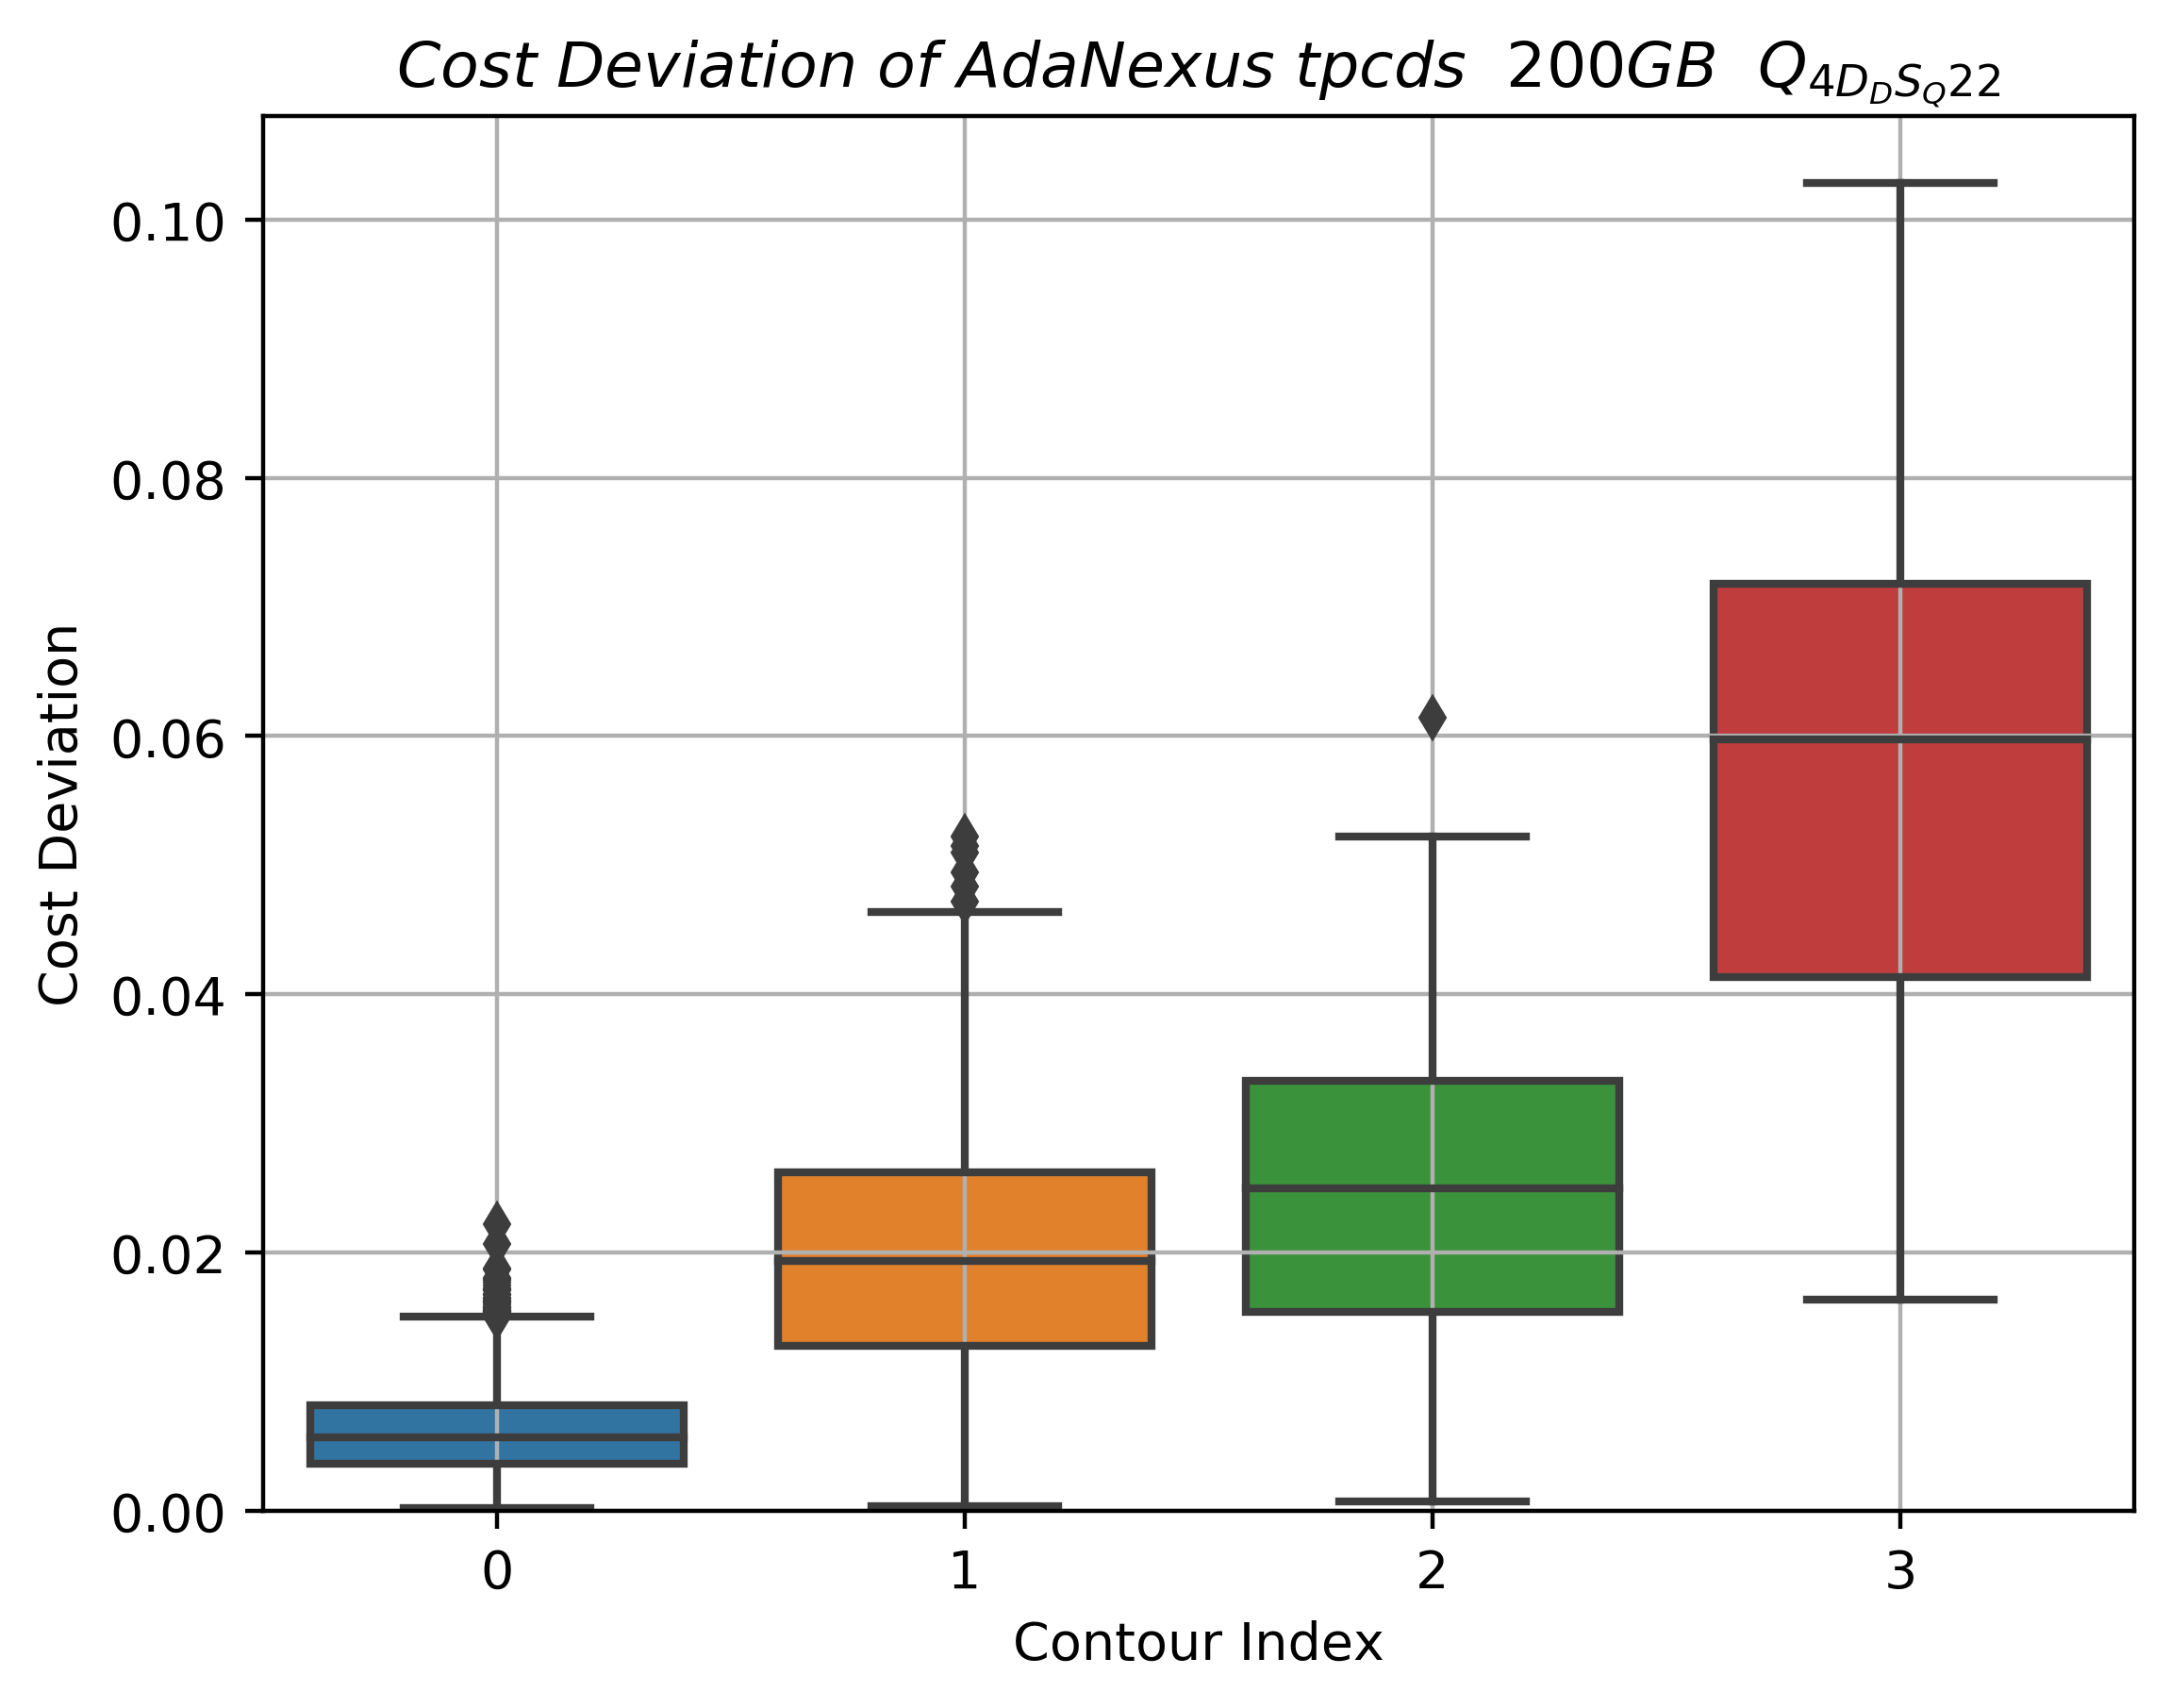 Cost Deviation of AdaNexus tpcds 200GB Q4DDSQ22
0.10
0.08
0.06
0.04
0.02
0.00
Cost Deviation
0 1 2 3
Contour Index